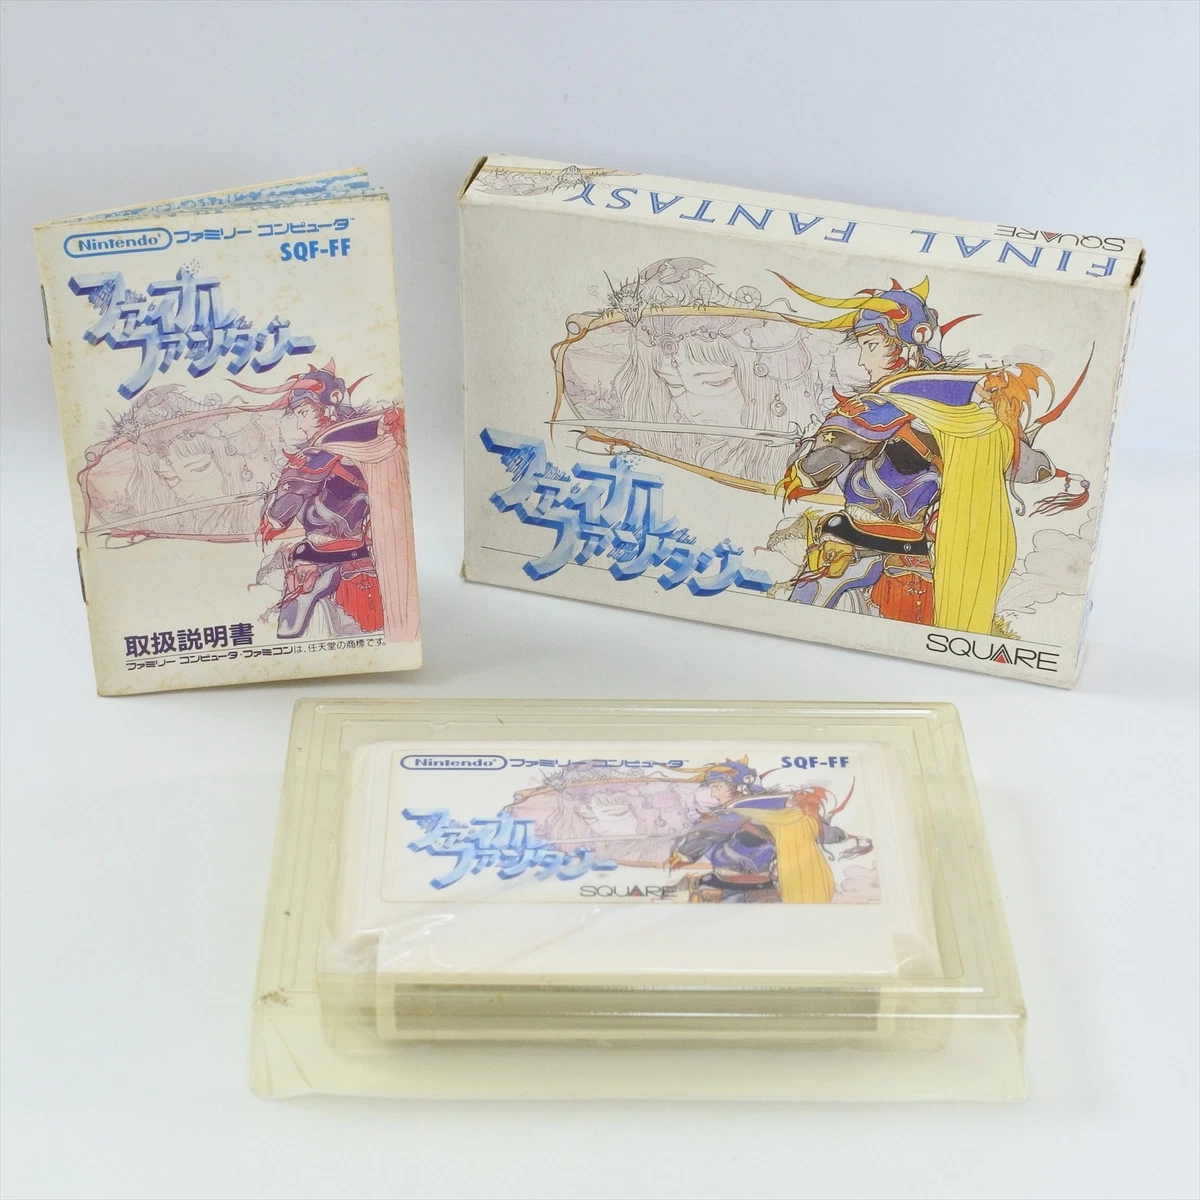 Nintendo ファミリー コンピュータ™
SQF-FF
ファイナル
ファンタジー
取扱説明書
ファミリー コンピュータ・ファミコンは、任天堂の商標です。
FINAL FANTASY
SQUARE
ファイナル
ファンタジー
SQUARE
Nintendo® ファミリー コンピュータ™ SQF-FF
ファイナル
ファンタジー
SQUARE